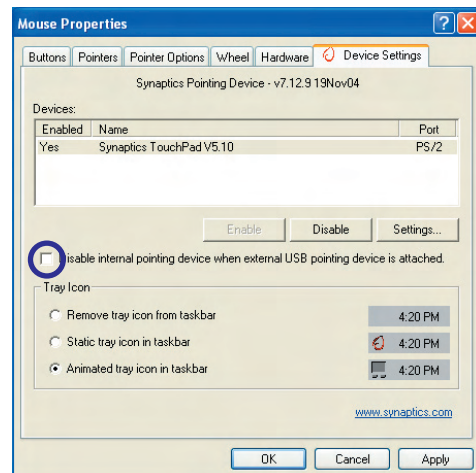 Mouse Properties
Buttons Pointers Pointer Options Wheel Hardware Device Settings
Synaptics Pointing Device - v7.12.9 19Nov04
Devices:
Enabled Name Port
Yes Synaptics TouchPad V5.10 PS/2
Enable Disable Settings...
isable internal pointing device when external USB pointing device is attached.
Tray Icon
Remove tray icon from taskbar 4:20 PM
Static tray icon in taskbar 4:20 PM
Animated tray icon in taskbar 4:20 PM
www.synaptics.com
OK Cancel Apply